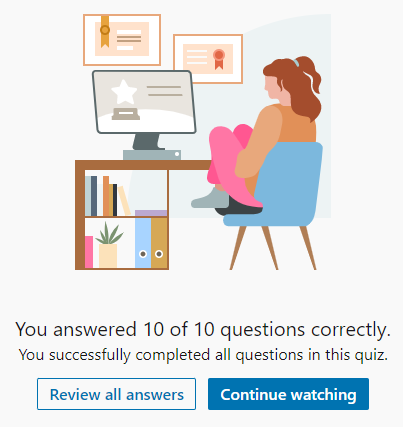 You answered 10 of 10 questions correctly.
You successfully completed all questions in this quiz.
Review all answers
Continue watching